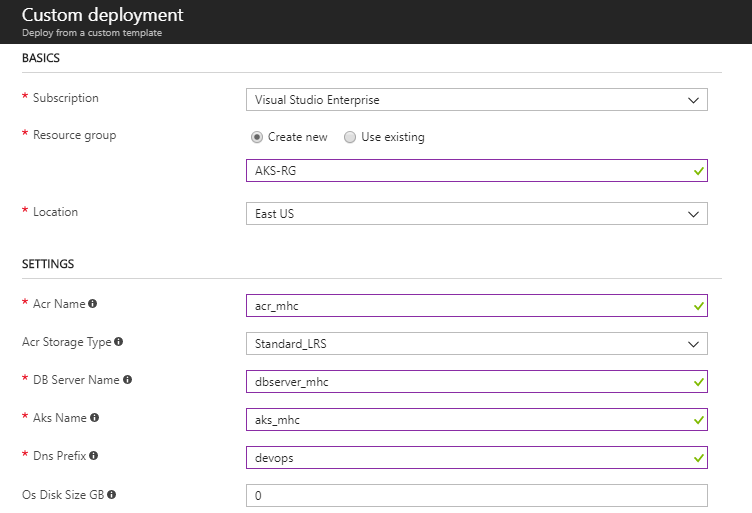 Custom deployment
Deploy from a custom template
BASICS
* Subscription Visual Studio Enterprise
* Resource group Create new Use existing
AKS-RG
* Location East US
SETTINGS
* Acr Name acr_mhc
Acr Storage Type Standard_LRS
* DB Server Name dbserver_mhc
* Aks Name aks_mhc
* Dns Prefix devops
Os Disk Size GB 0